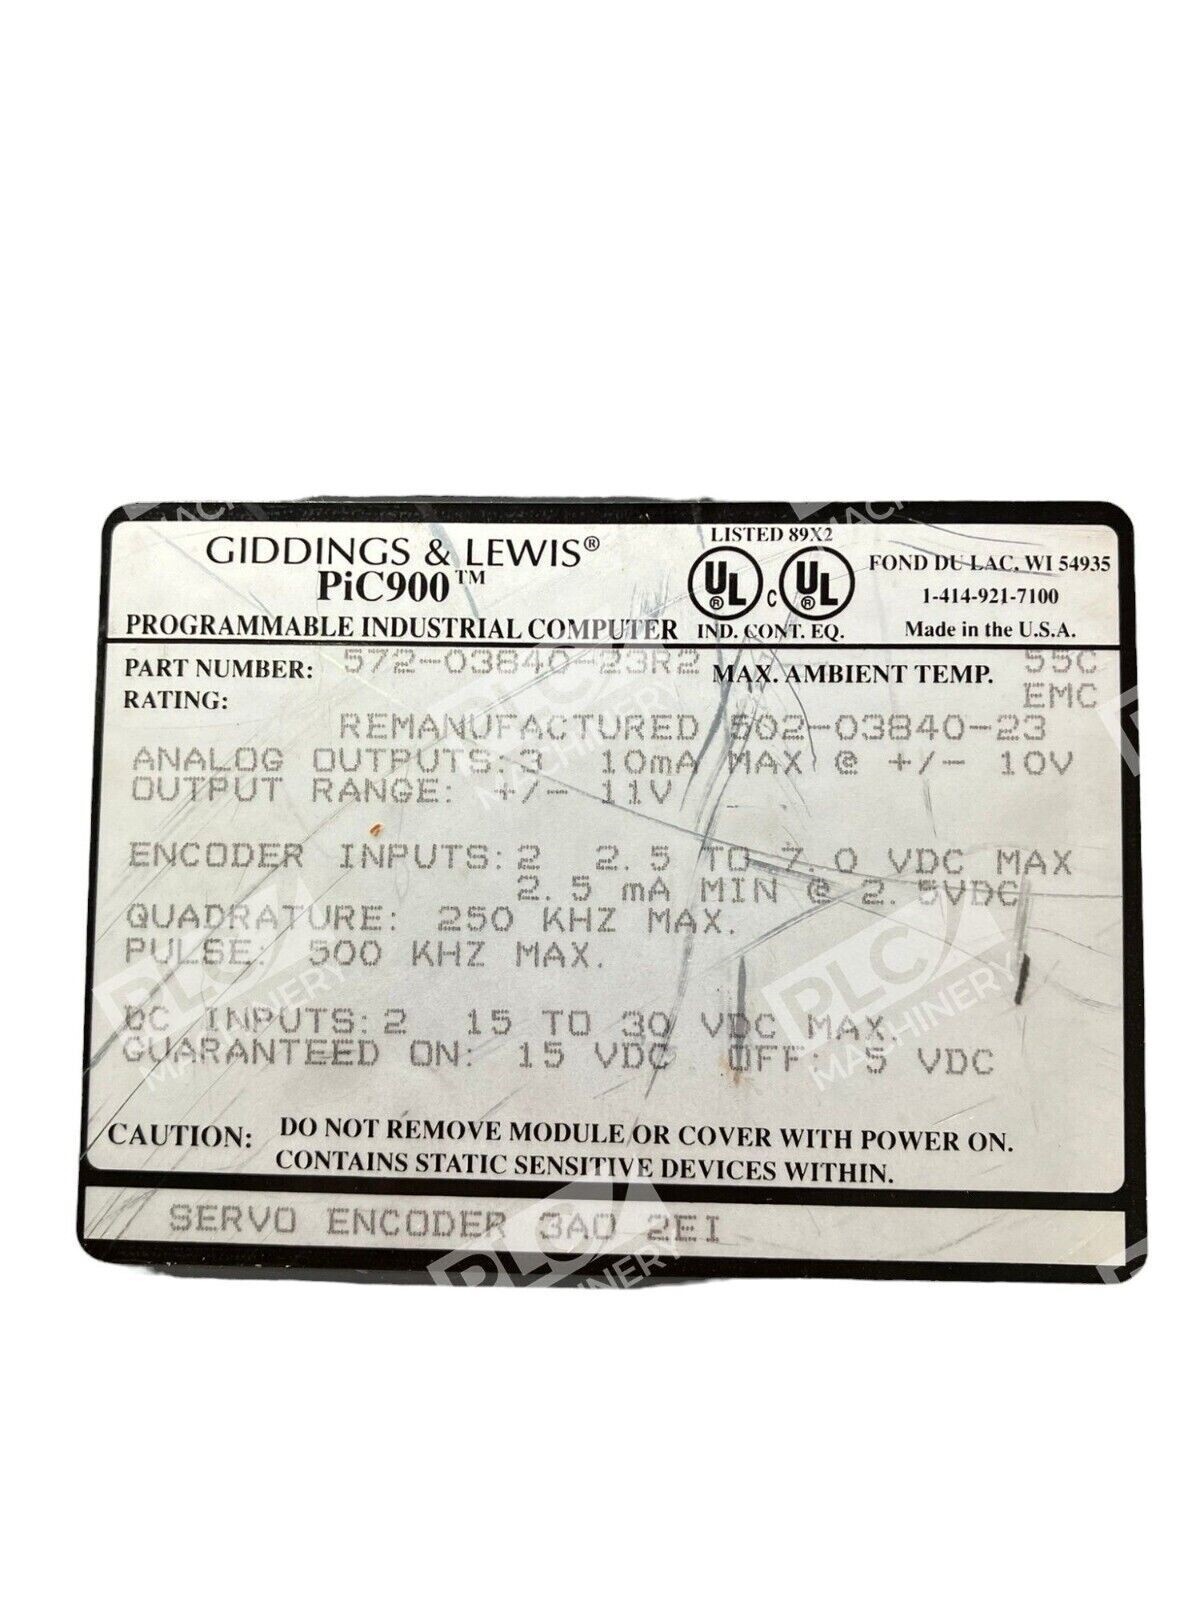 GIDDINGS & LEWIS®
PiC900™
PROGRAMMABLE INDUSTRIAL COMPUTER
LISTED 89X2
UL ® C UL ®
IND. CONT. EQ.
FOND DU LAC, WI 54935
1-414-921-7100
Made in the U.S.A.
PART NUMBER: 572-03840-23R2 MAX. AMBIENT TEMP. 55C
RATING: EMC
REMANUFACTURED 502-03840-23
ANALOG OUTPUTS:3 10mA MAX @ +/- 10V
OUTPUT RANGE: +/- 11V
ENCODER INPUTS:2 2.5 TO 7.0 VDC MAX
2.5 mA MIN @ 2.5VDC
QUADRATURE: 250 KHZ MAX.
PULSE: 500 KHZ MAX.
DC INPUTS:2 15 TO 30 VDC MAX.
GUARANTEED ON: 15 VDC OFF: 5 VDC
CAUTION: DO NOT REMOVE MODULE OR COVER WITH POWER ON.
CONTAINS STATIC SENSITIVE DEVICES WITHIN.
SERVO ENCODER 3AO 2EI
PLC MACHINERY